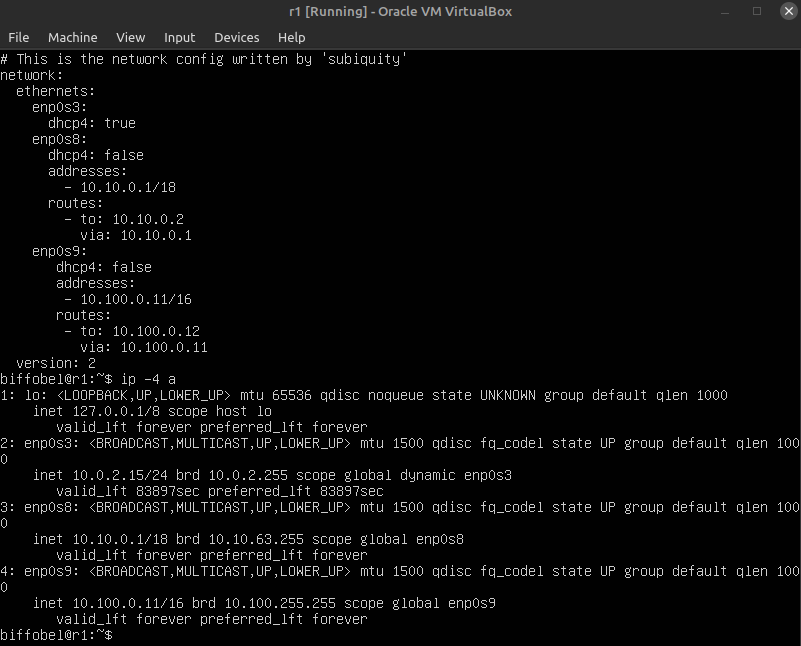 r1 [Running] - Oracle VM VirtualBox
File Machine View Input Devices Help
# This is the network config written by 'subiquity'
network:
  ethernets:
    enp0s3:
      dhcp4: true
    enp0s8:
      dhcp4: false
      addresses:
        - 10.10.0.1/18
      routes:
        - to: 10.10.0.2
          via: 10.10.0.1
    enp0s9:
       dhcp4: false
       addresses:
        - 10.100.0.11/16
       routes:
        - to: 10.100.0.12
          via: 10.100.0.11
  version: 2
biffobel@r1:~$ ip -4 a
1: lo: <LOOPBACK,UP,LOWER_UP> mtu 65536 qdisc noqueue state UNKNOWN group default qlen 1000
    inet 127.0.0.1/8 scope host lo
       valid_lft forever preferred_lft forever
2: enp0s3: <BROADCAST,MULTICAST,UP,LOWER_UP> mtu 1500 qdisc fq_codel state UP group default qlen 100
0
    inet 10.0.2.15/24 brd 10.0.2.255 scope global dynamic enp0s3
       valid_lft 83897sec preferred_lft 83897sec
3: enp0s8: <BROADCAST,MULTICAST,UP,LOWER_UP> mtu 1500 qdisc fq_codel state UP group default qlen 100
0
    inet 10.10.0.1/18 brd 10.10.63.255 scope global enp0s8
       valid_lft forever preferred_lft forever
4: enp0s9: <BROADCAST,MULTICAST,UP,LOWER_UP> mtu 1500 qdisc fq_codel state UP group default qlen 100
0
    inet 10.100.0.11/16 brd 10.100.255.255 scope global enp0s9
       valid_lft forever preferred_lft forever
biffobel@r1:~$